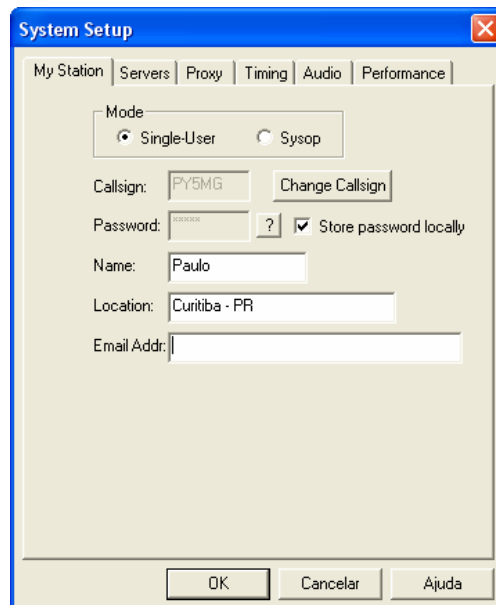 System Setup
My Station Servers Proxy Timing Audio Performance
Mode
Single-User Sysop
Callsign: PY5MG Change Callsign
Password: xxxxx ? Store password locally
Name: Paulo
Location: Curitiba - PR
Email Addr:
OK Cancelar Ajuda